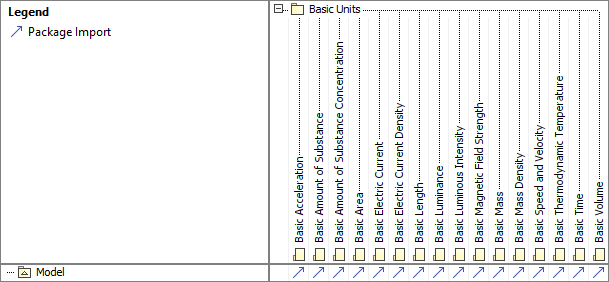 Legend
Package Import
Basic Units
Basic Acceleration
Basic Amount of Substance
Basic Amount of Substance Concentration
Basic Area
Basic Electric Current
Basic Electric Current Density
Basic Length
Basic Luminance
Basic Luminous Intensity
Basic Magnetic Field Strength
Basic Mass
Basic Mass Density
Basic Speed and Velocity
Basic Thermodynamic Temperature
Basic Time
Basic Volume
Model